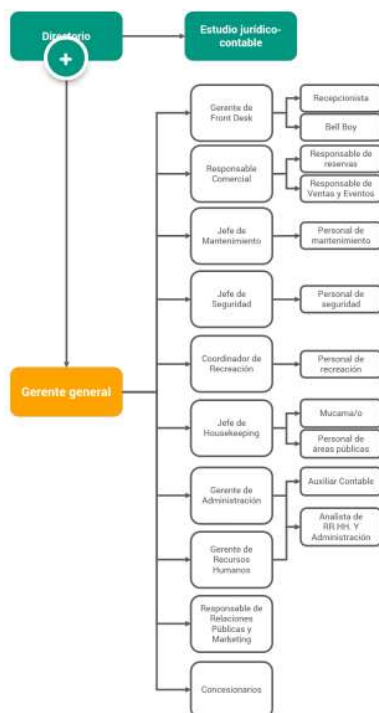 Directorio
Estudio jurídico-
contable
+
Gerente de
Front Desk
Recepcionista
Bell Boy
Responsable
Comercial
Responsable de
reservas
Responsable de
Ventas y Eventos
Jefe de
Mantenimiento
Personal de
mantenimiento
Jefe de
Seguridad
Personal de
seguridad
Coordinador de
Recreación
Personal de
recreación
Gerente general
Jefe de
Housekeeping
Mucama/o
Personal de
áreas públicas
Gerente de
Administración
Auxiliar Contable
Analista de
RR.HH. Y
Administración
Gerente de
Recursos
Humanos
Responsable de
Relaciones
Públicas y
Marketing
Concesionarios